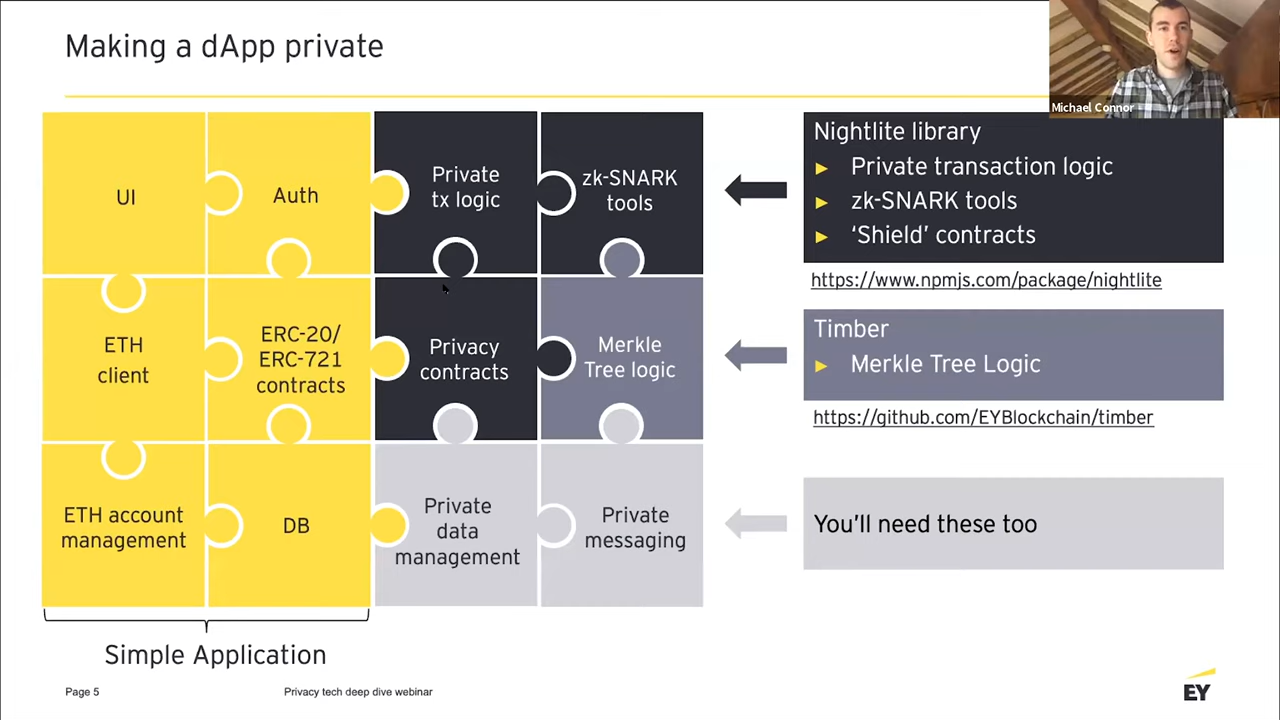 Making a dApp private
Michael Connor
UI
Auth
Private
tx logic
zk-SNARK
tools
ETH
client
ERC-20/
ERC-721
contracts
Privacy
contracts
Merkle
Tree logic
ETH account
management
DB
Private
data
management
Private
messaging
Simple Application
Nightlite library
► Private transaction logic
► zk-SNARK tools
► ‘Shield’ contracts
https://www.npmjs.com/package/nightlite
Timber
► Merkle Tree Logic
https://github.com/EYBlockchain/timber
You’ll need these too
Page 5
Privacy tech deep dive webinar
EY